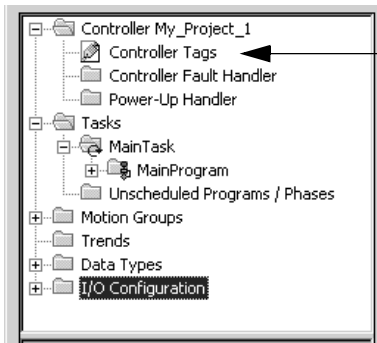 Controller My_Project_1
Controller Tags
Controller Fault Handler
Power-Up Handler
Tasks
MainTask
MainProgram
Unscheduled Programs / Phases
Motion Groups
Trends
Data Types
I/O Configuration